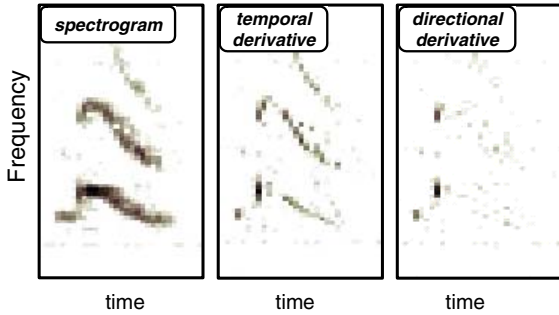 spectrogram
temporal
derivative
directional
derivative
Frequency
time
time
time